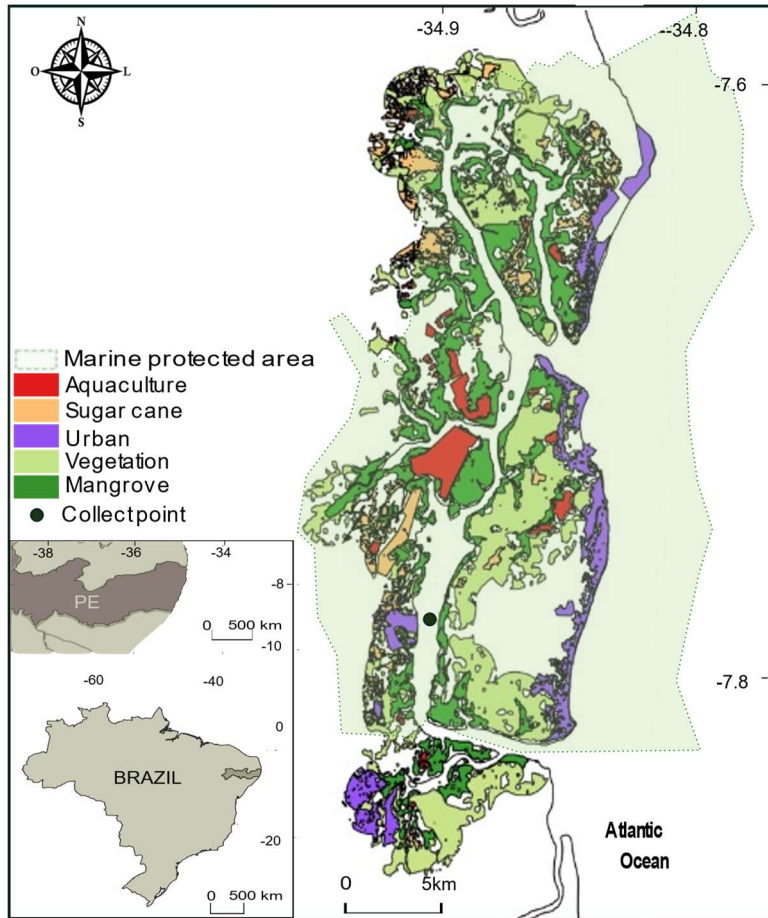 -34.9
--34.8
N
O
L
S
-7.6
Marine protected area
Aquaculture
Sugar cane
Urban
Vegetation
Mangrove
Collect point
-38
-36
-34
-8
PE
0 500 km
-10
-60
-40
-7.8
0
BRAZIL
-20
Atlantic
Ocean
0 5km
0 500 km